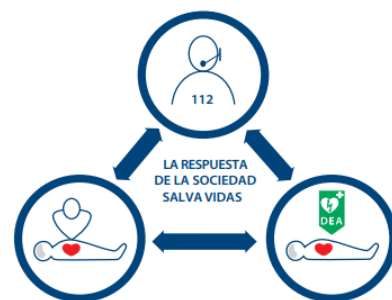 112
LA RESPUESTA
DE LA SOCIEDAD
SALVA VIDAS
DEA